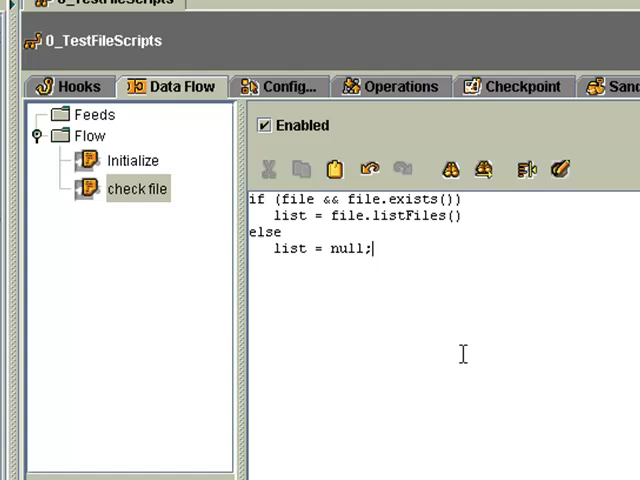 0_TestFileScripts
0_TestFileScripts
Hooks
Data Flow
Config...
Operations
Checkpoint
Sand
Feeds
Flow
Initialize
check file
Enabled
if (file && file.exists())
list = file.listFiles()
else
list = null;